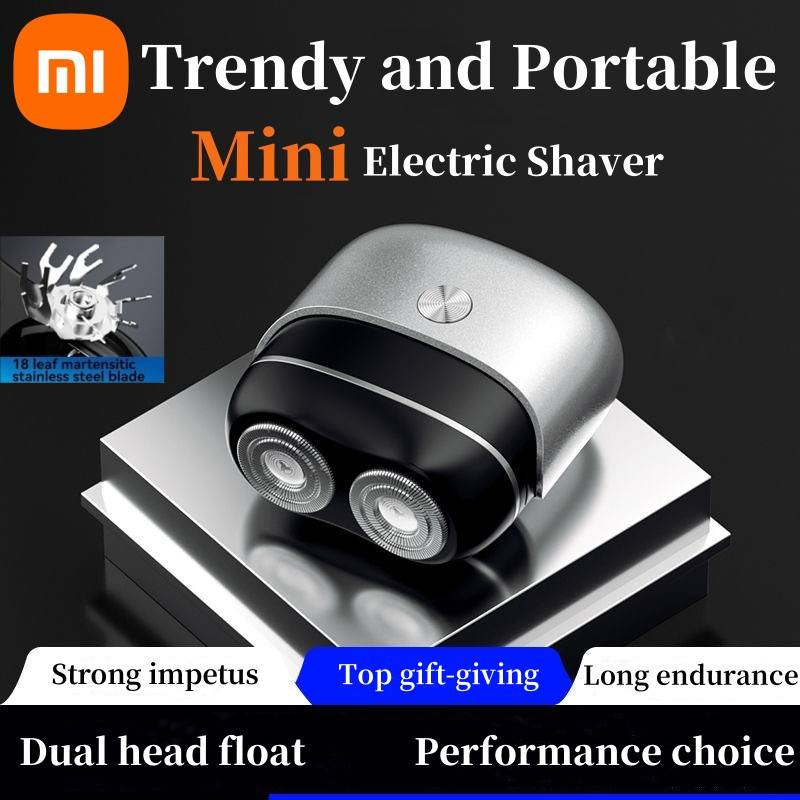 mi
Trendy and Portable
Mini Electric Shaver
18 leaf martensitic
stainless steel blade
Strong impetus
Top gift-giving
Long endurance
Dual head float
Performance choice